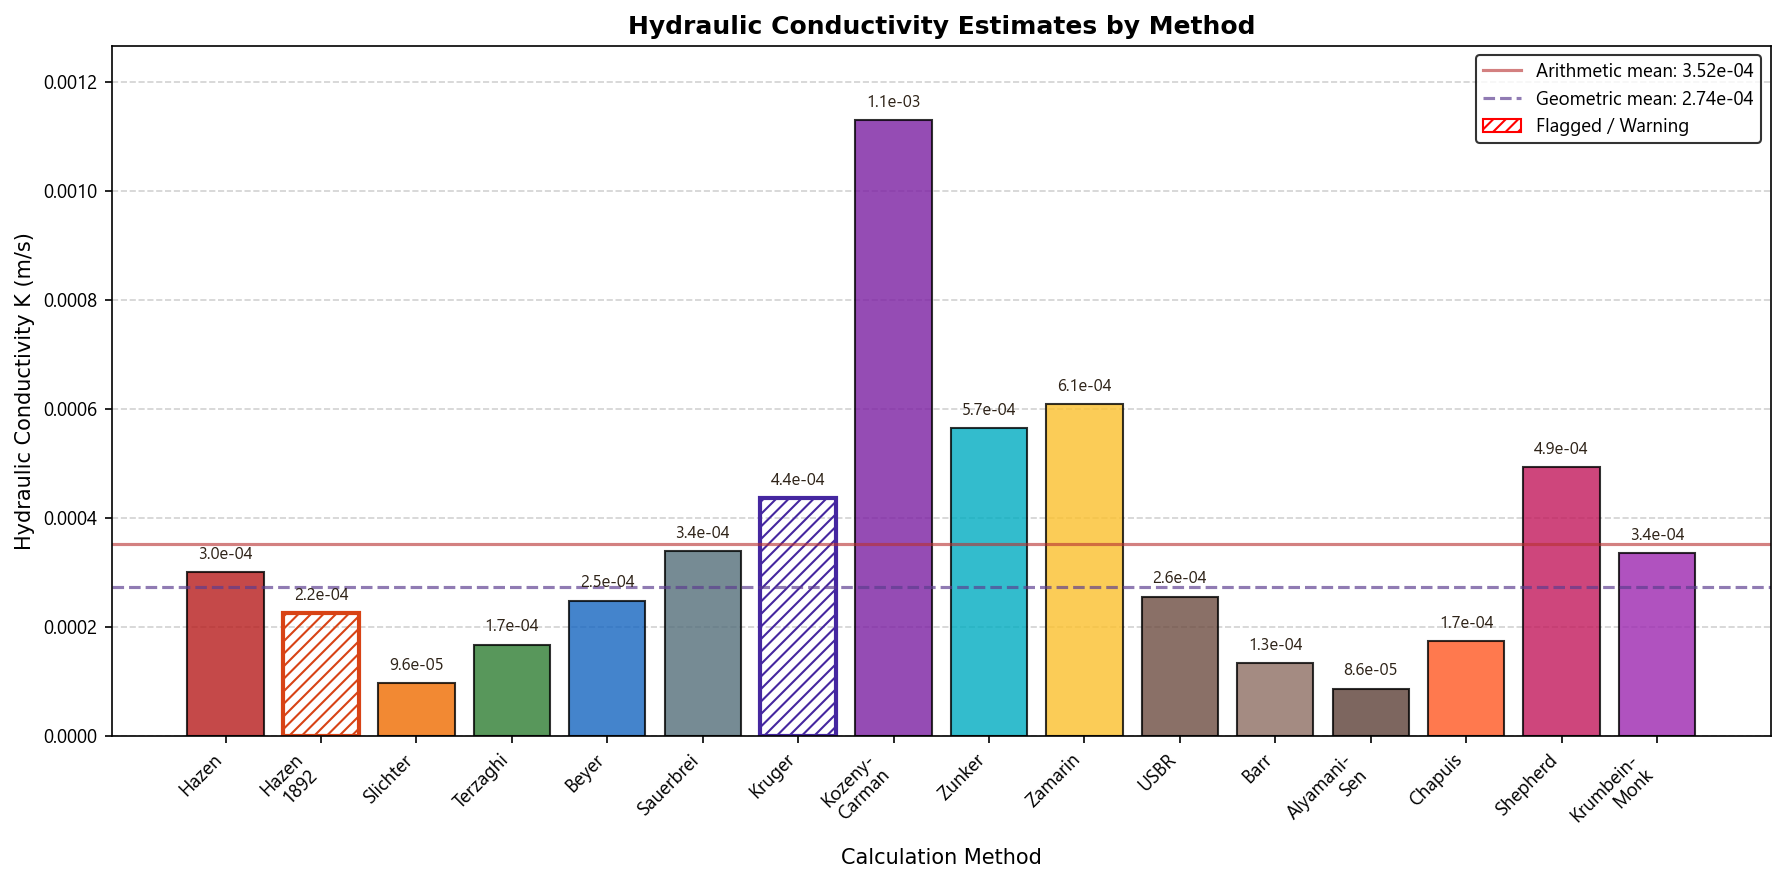 Hydraulic Conductivity Estimates by Method
Arithmetic mean: 3.52e-04
Geometric mean: 2.74e-04
Flagged / Warning
Hydraulic Conductivity K (m/s)
0.0012
0.0010
0.0008
0.0006
0.0004
0.0002
0.0000
3.0e-04
2.2e-04
9.6e-05
1.7e-04
2.5e-04
3.4e-04
4.4e-04
1.1e-03
5.7e-04
6.1e-04
2.6e-04
1.3e-04
8.6e-05
1.7e-04
4.9e-04
3.4e-04
Hazen
Hazen
1892
Slichter
Terzaghi
Beyer
Sauerbrei
Kruger
Kozeny-
Carman
Zunker
Zamarin
USBR
Barr
Alyamani-
Sen
Chapuis
Shepherd
Krumbein-
Monk
Calculation Method